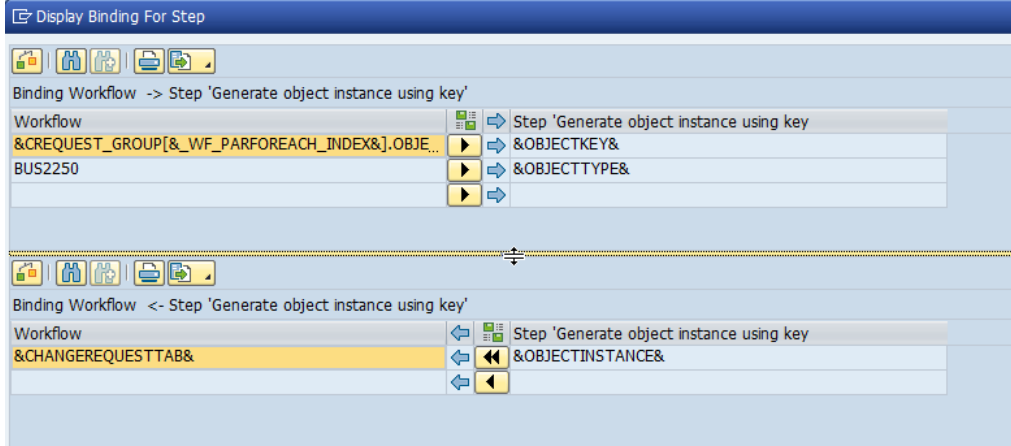 Display Binding For Step
Binding Workflow -> Step 'Generate object instance using key'
Workflow Step 'Generate object instance using key
&CREQUEST_GROUP[&_WF_PARFOREACH_INDEX&].OBJE... &OBJECTKEY&
BUS2250 &OBJECTTYPE&
Binding Workflow <- Step 'Generate object instance using key'
Workflow Step 'Generate object instance using key
&CHANGEREQUESTTAB& &OBJECTINSTANCE&